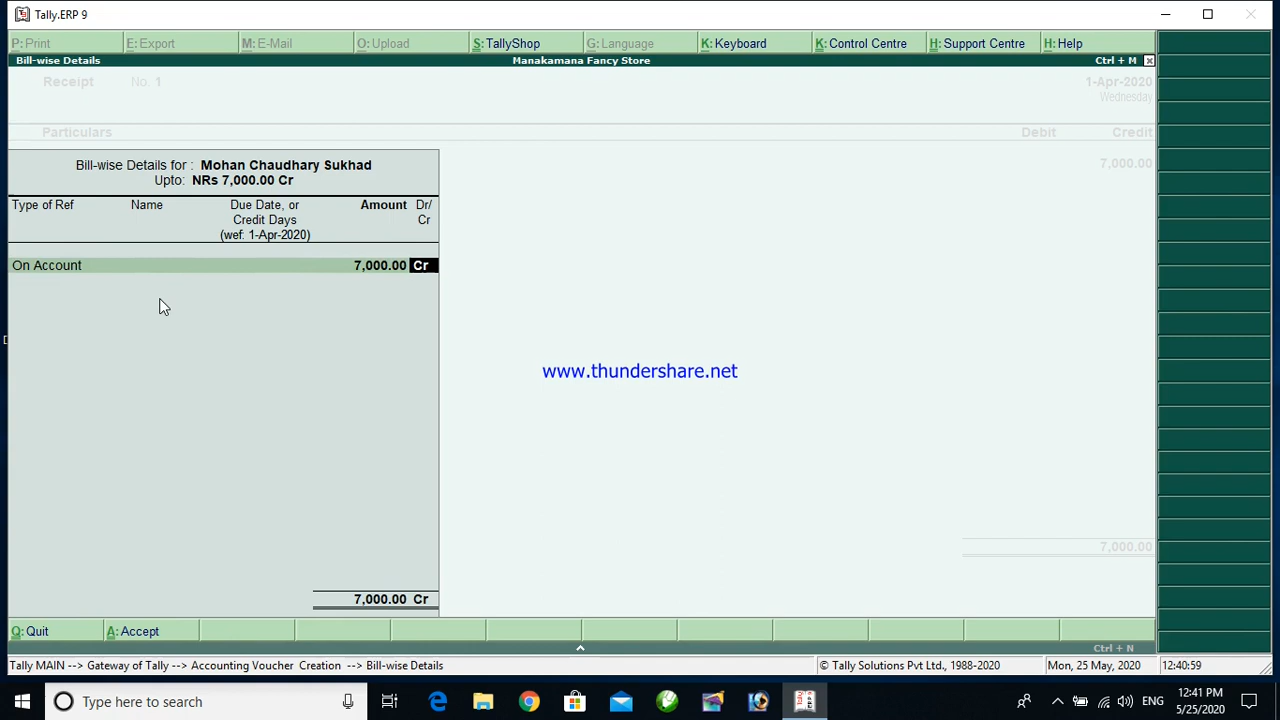 Tally.ERP 9
P: Print E: Export M: E-Mail O: Upload S: TallyShop G: Language K: Keyboard K: Control Centre H: Support Centre H: Help
Bill-wise Details Manakamana Fancy Store Ctrl + M
Receipt No. 1 1-Apr-2020
Wednesday
Particulars Debit Credit
7,000.00
Bill-wise Details for : Mohan Chaudhary Sukhad
Upto: NRs 7,000.00 Cr
Type of Ref Name Due Date, or Amount Dr/
Credit Days Cr
(wef: 1-Apr-2020)
On Account 7,000.00 Cr
www.thundershare.net
7,000.00
7,000.00 Cr
Q: Quit A: Accept
Ctrl + N
Tally MAIN --> Gateway of Tally --> Accounting Voucher Creation --> Bill-wise Details © Tally Solutions Pvt Ltd., 1988-2020 Mon, 25 May, 2020 12:40:59
Type here to search ENG 12:41 PM
5/25/2020